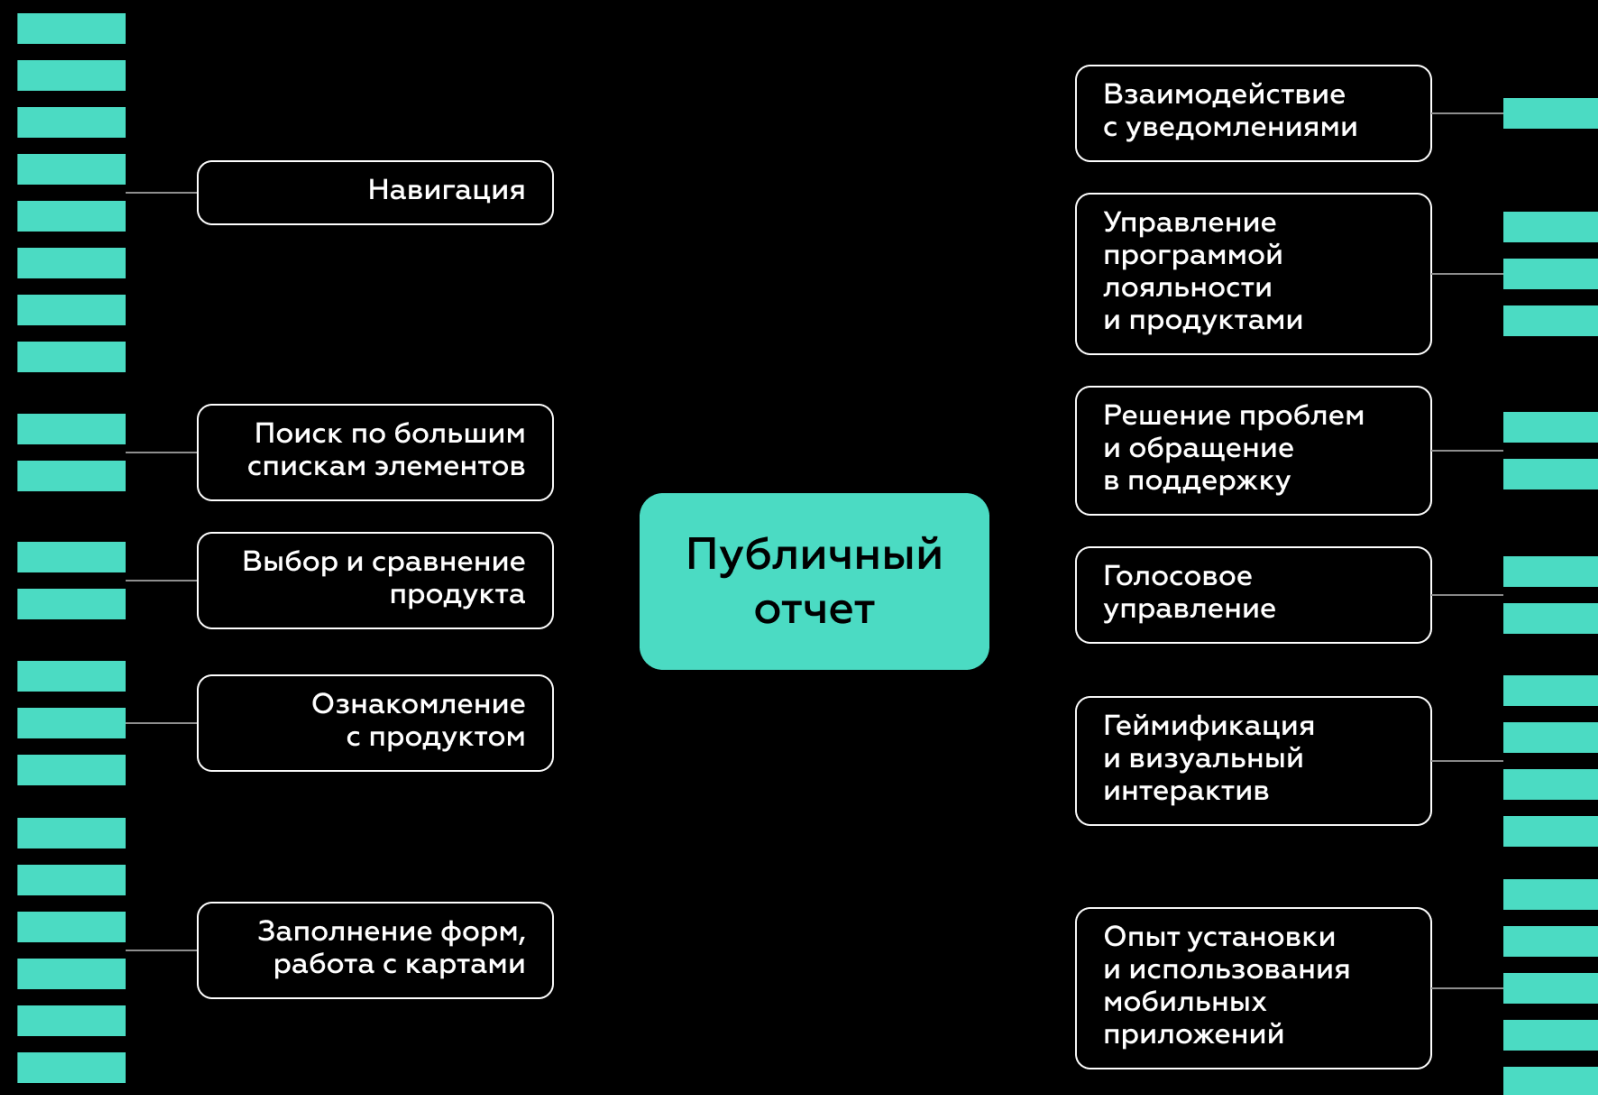 Навигация
Поиск по большим
спискам элементов
Выбор и сравнение
продукта
Ознакомление
с продуктом
Заполнение форм,
работа с картами
Публичный
отчет
Взаимодействие
с уведомлениями
Управление
программой
лояльности
и продуктами
Решение проблем
и обращение
в поддержку
Голосовое
управление
Геймификация
и визуальный
интерактив
Опыт установки
и использования
мобильных
приложений